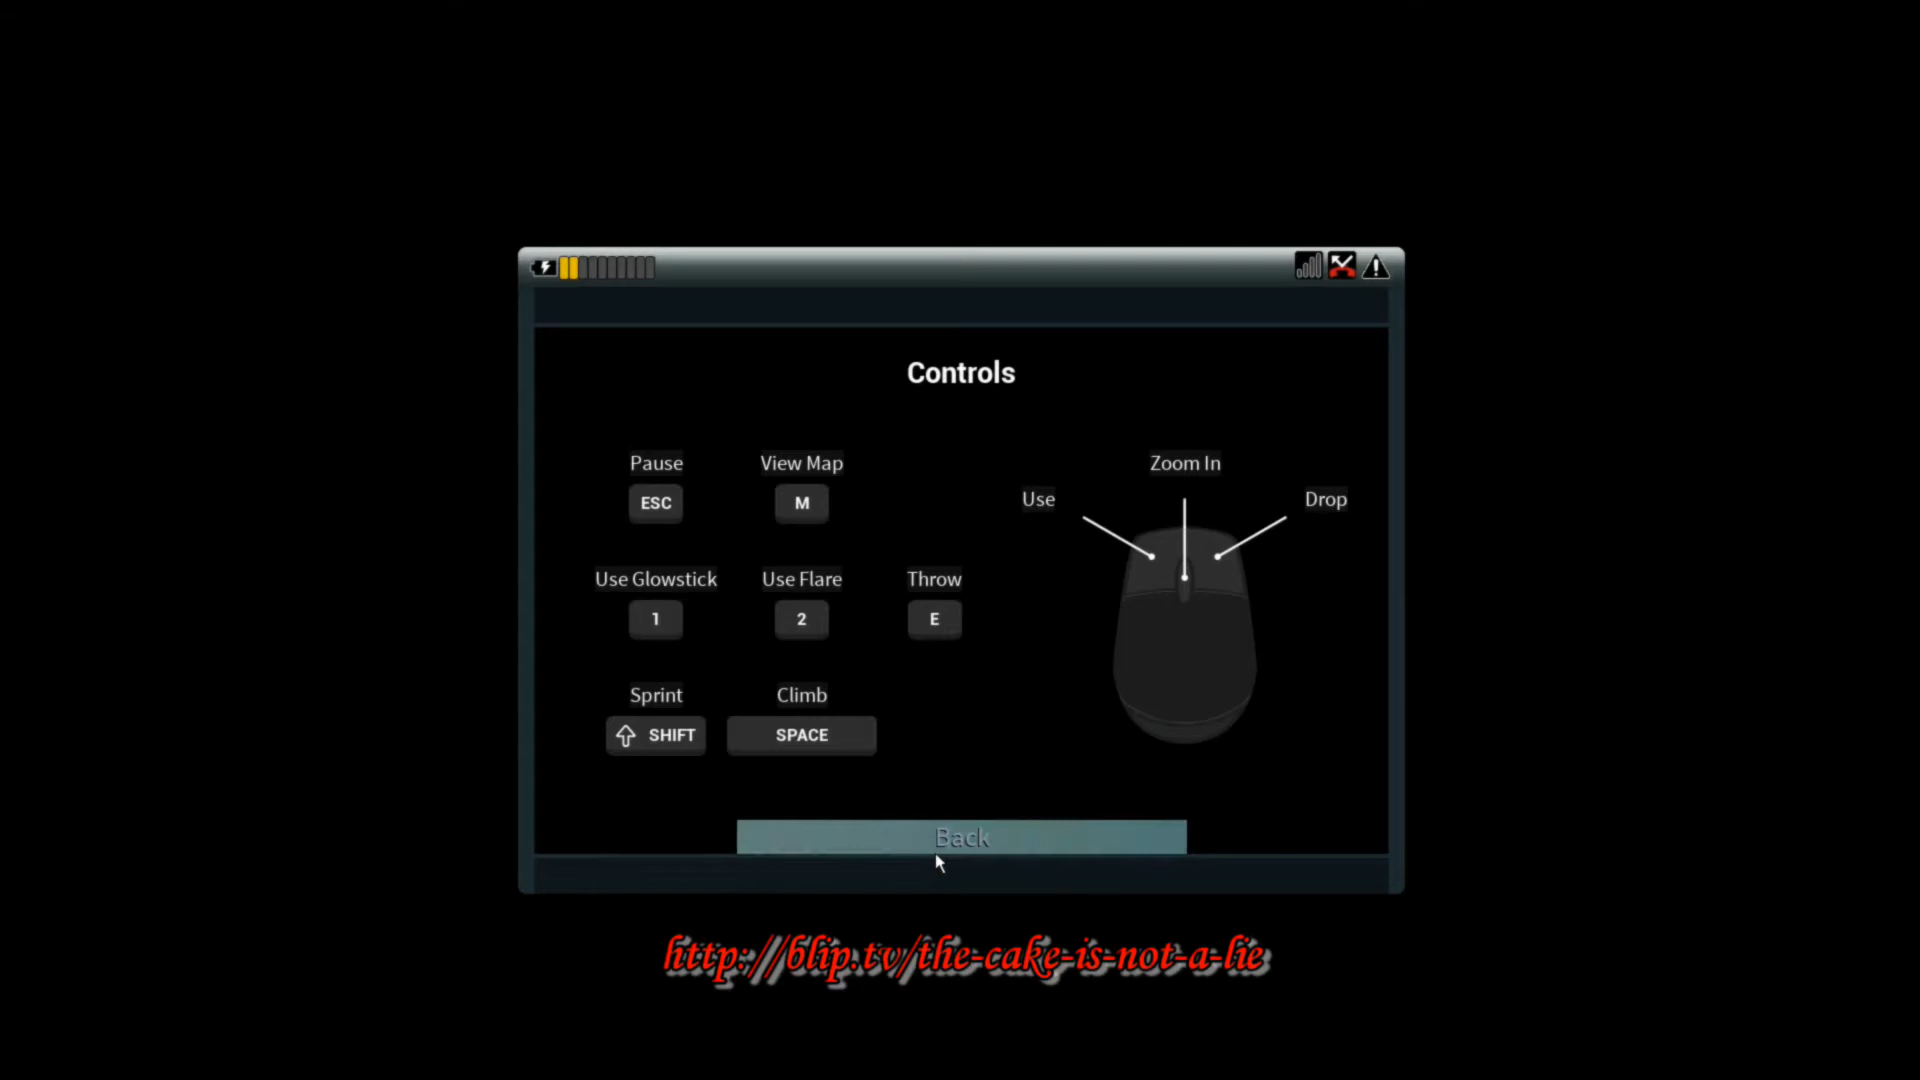 Controls
Pause
View Map
Zoom In
ESC
M
Use
Drop
Use Glowstick
Use Flare
Throw
1
2
E
Sprint
Climb
SHIFT
SPACE
Back
http://blip.tv/the-cake-is-not-a-lie